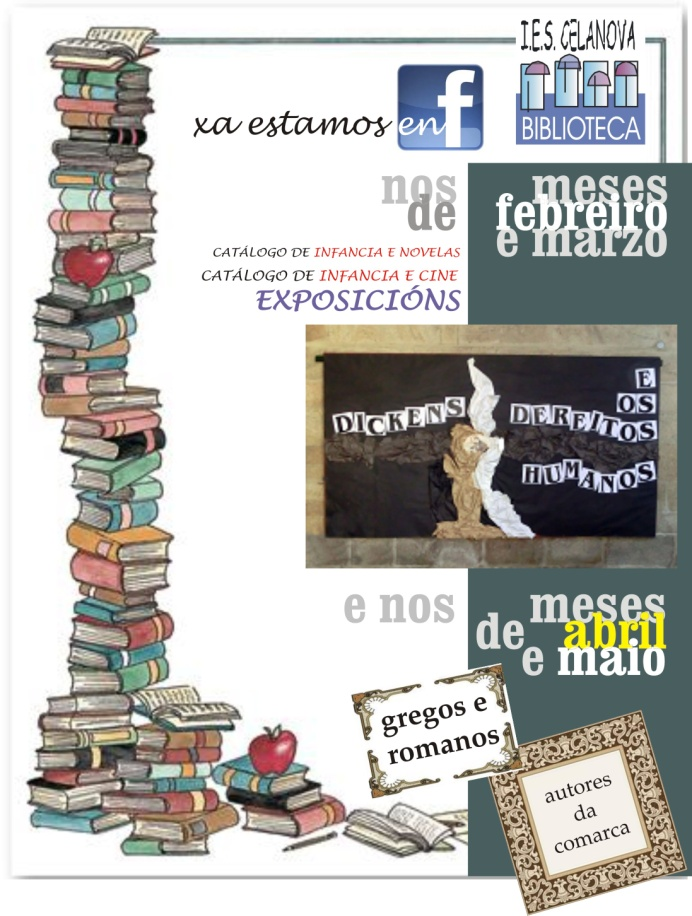 I.E.S. CELANOVA
BIBLIOTECA
xa estamos en f
nos meses
de febreiro
e marzo
CATÁLOGO DE INFANCIA E NOVELAS
CATÁLOGO DE INFANCIA E CINE
EXPOSICIÓNS
DICKENS E OS
DEREITOS
HUMANOS
e nos meses
de abril
e maio
gregos e
romanos
autores
da
comarca